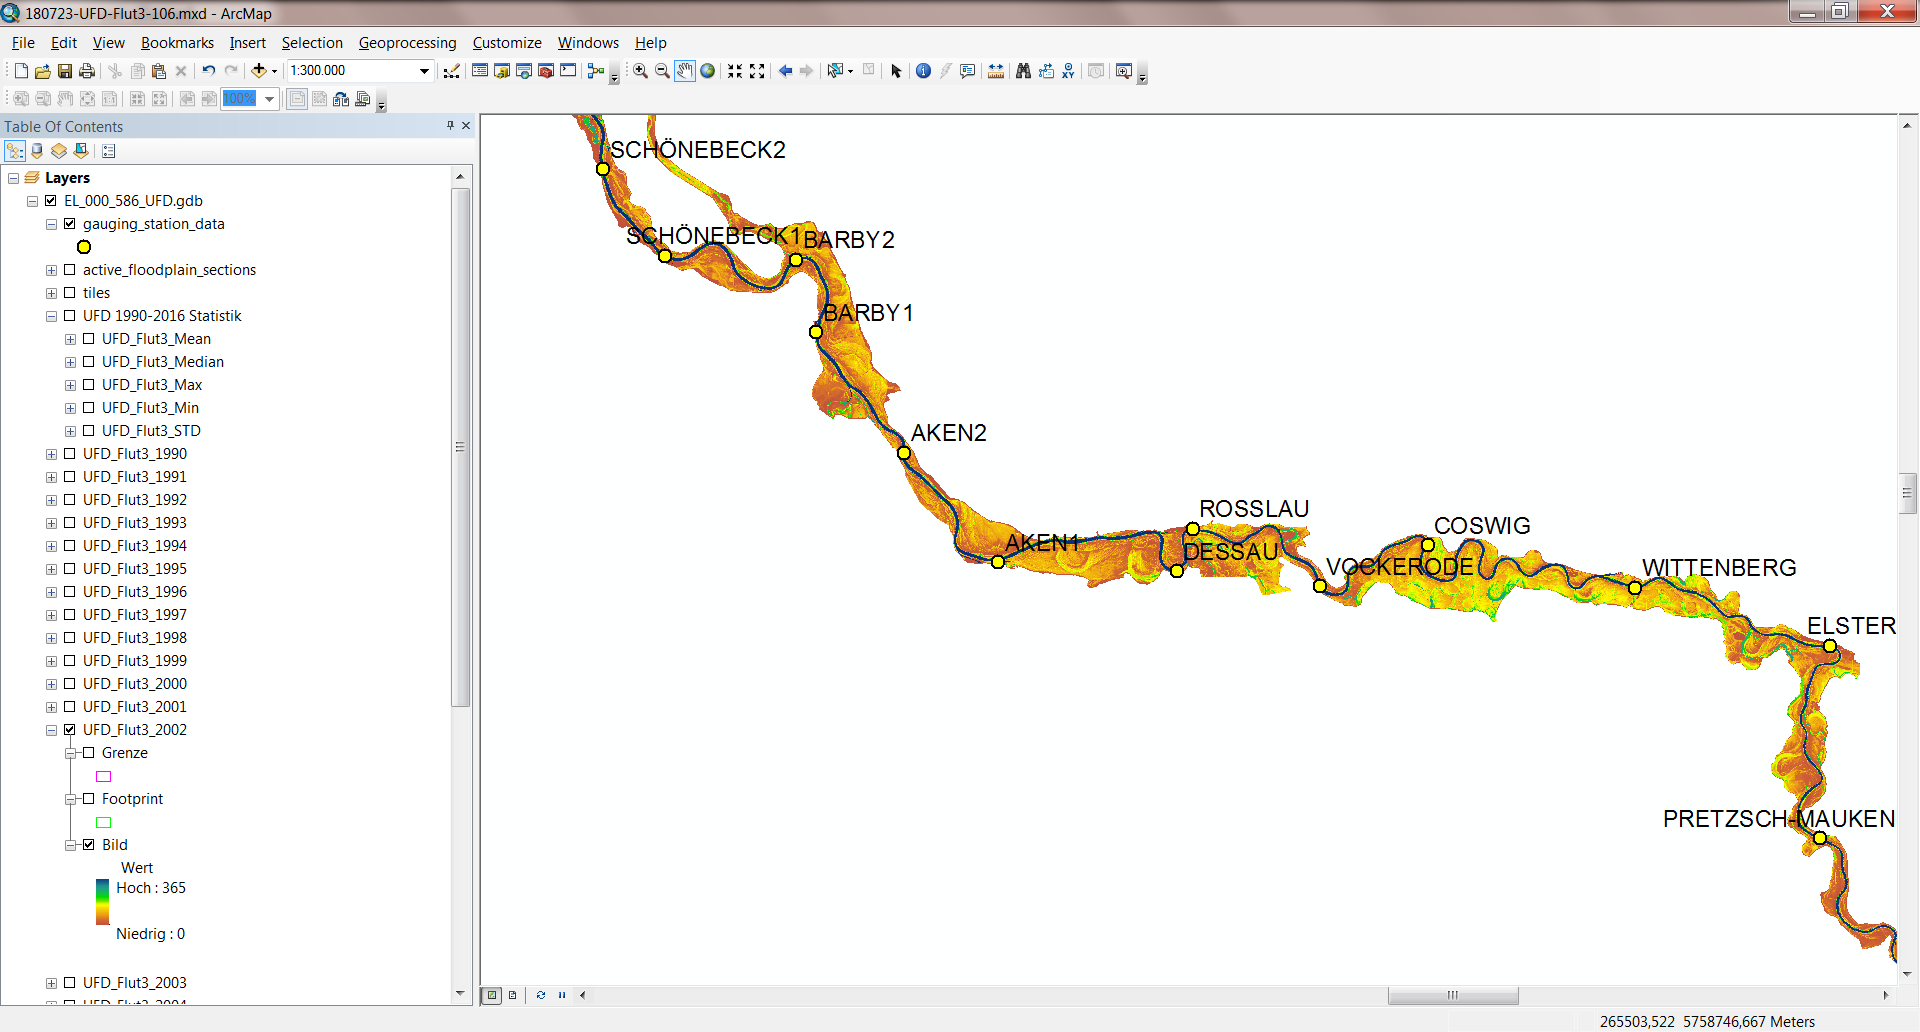 180723-UFD-Flut3-106.mxd - ArcMap
File Edit View Bookmarks Insert Selection Geoprocessing Customize Windows Help
1:300.000
100%
Table Of Contents
Layers
EL_000_586_UFD.gdb
gauging_station_data
active_floodplain_sections
tiles
UFD 1990-2016 Statistik
UFD_Flut3_Mean
UFD_Flut3_Median
UFD_Flut3_Max
UFD_Flut3_Min
UFD_Flut3_STD
UFD_Flut3_1990
UFD_Flut3_1991
UFD_Flut3_1992
UFD_Flut3_1993
UFD_Flut3_1994
UFD_Flut3_1995
UFD_Flut3_1996
UFD_Flut3_1997
UFD_Flut3_1998
UFD_Flut3_1999
UFD_Flut3_2000
UFD_Flut3_2001
UFD_Flut3_2002
Grenze
Footprint
Bild
Wert
Hoch : 365
Niedrig : 0
UFD_Flut3_2003
SCHÖNEBECK2
SCHÖNEBECK1
BARBY2
BARBY1
AKEN2
AKEN1
ROSSLAU
DESSAU
COSWIG
VOCKERODE
WITTENBERG
ELSTER
PRETZSCH-MAUKEN
265503,522 5758746,667 Meters